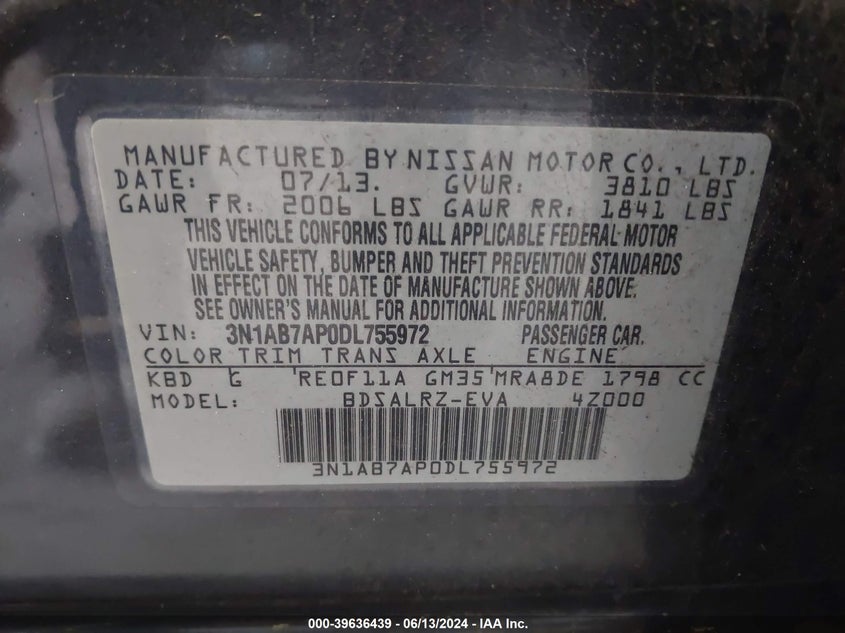 MANUFACTURED BY NISSAN MOTOR CO., LTD.
DATE: 07/13. GVWR: 3810 LBS
GAWR FR: 2006 LBS GAWR RR: 1841 LBS
THIS VEHICLE CONFORMS TO ALL APPLICABLE FEDERAL MOTOR
VEHICLE SAFETY, BUMPER AND THEFT PREVENTION STANDARDS
IN EFFECT ON THE DATE OF MANUFACTURE SHOWN ABOVE.
SEE OWNER'S MANUAL FOR ADDITIONAL INFORMATION.
VIN: 3N1AB7AP0DL755972 PASSENGER CAR.
COLOR TRIM TRANS AXLE ENGINE
KBD G RE0F11A GM35 MRA8DE 1798 CC
MODEL: BDSALRZ-EVA 4Z000
3N1AB7AP0DL755972
000-39636439 - 06/13/2024 - IAA Inc.